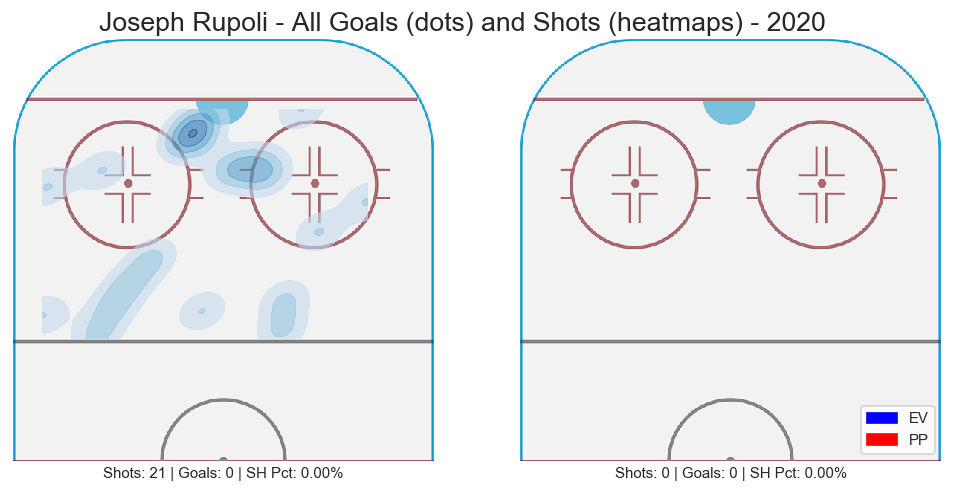 Joseph Rupoli - All Goals (dots) and Shots (heatmaps) - 2020
EV
PP
Shots: 21 | Goals: 0 | SH Pct: 0.00%
Shots: 0 | Goals: 0 | SH Pct: 0.00%